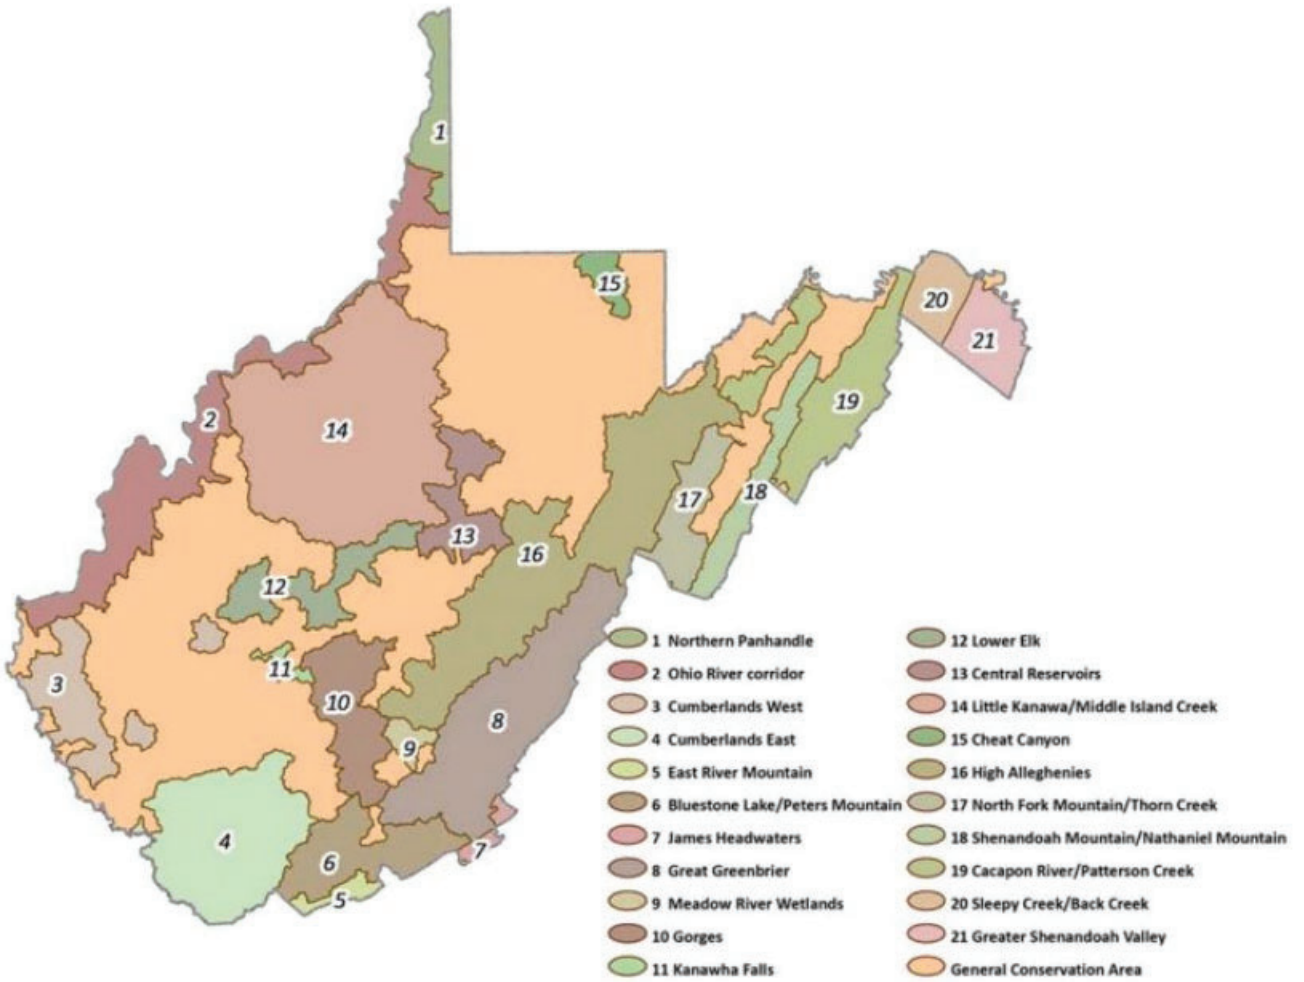 1
15
20
21
2
14
19
17
18
13
16
12
11
3
10
8
9
4
6
7
5
1 Northern Panhandle
2 Ohio River corridor
3 Cumberlands West
4 Cumberlands East
5 East River Mountain
6 Bluestone Lake/Peters Mountain
7 James Headwaters
8 Great Greenbrier
9 Meadow River Wetlands
10 Gorges
11 Kanawha Falls
12 Lower Elk
13 Central Reservoirs
14 Little Kanawa/Middle Island Creek
15 Cheat Canyon
16 High Alleghenies
17 North Fork Mountain/Thorn Creek
18 Shenandoah Mountain/Nathaniel Mountain
19 Cacapon River/Patterson Creek
20 Sleepy Creek/Back Creek
21 Greater Shenandoah Valley
General Conservation Area